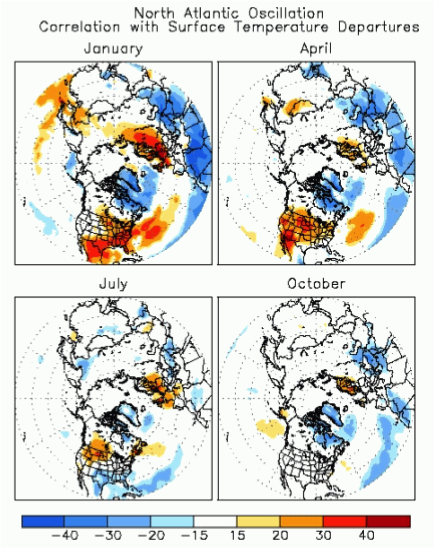 North Atlantic Oscillation
Correlation with Surface Temperature Departures
January
April
July
October
−40 −30 −20 −15 15 20 30 40